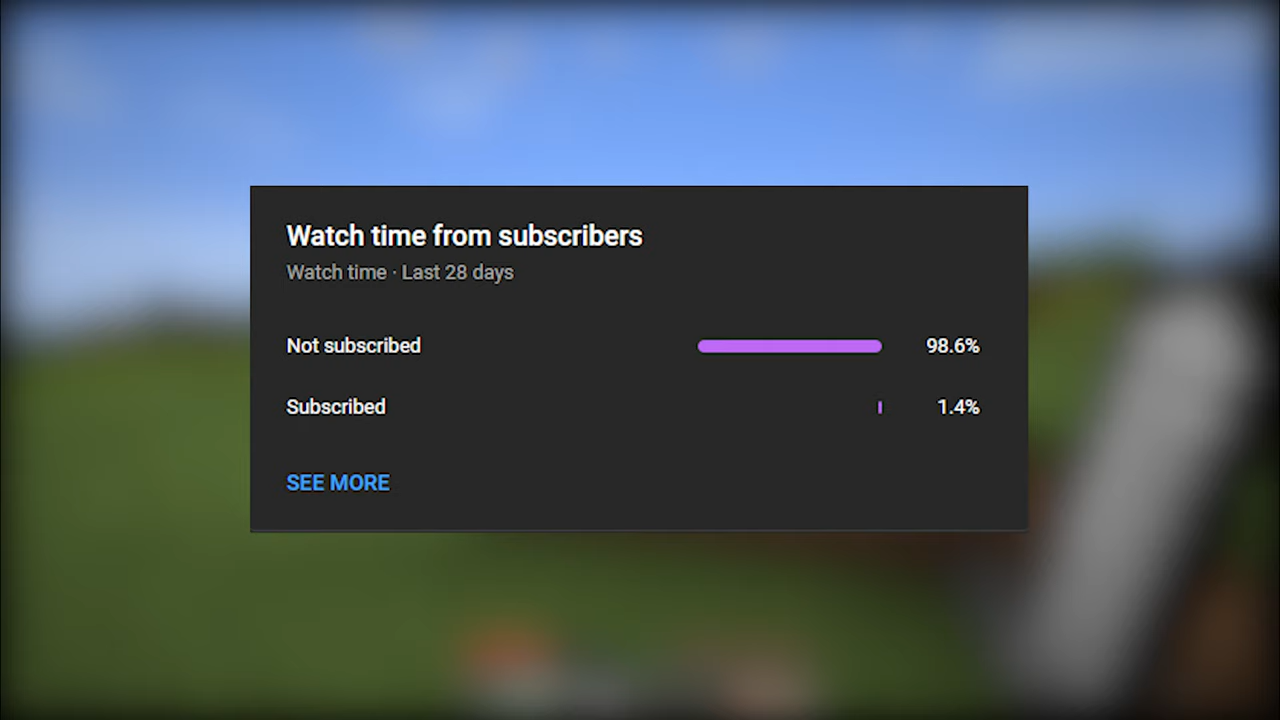 Watch time from subscribers
Watch time · Last 28 days
Not subscribed 98.6%
Subscribed 1.4%
SEE MORE